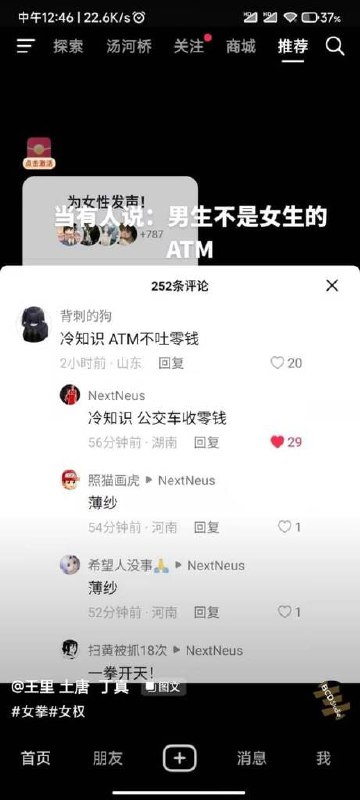 中午12:46 | 22.6K/s
37%
探索 汤河桥 关注 商城 推荐
点击激活
为女性发声！
+787
当有人说：男生不是女生的
ATM
252条评论
背刺的狗
冷知识 ATM不吐零钱
2小时前 · 山东 回复 20
NextNeus
冷知识 公交车收零钱
56分钟前 · 湖南 回复 29
照猫画虎 NextNeus
薄纱
54分钟前 · 河南 回复 1
希望人没事🙏 NextNeus
薄纱
52分钟前 · 河南 回复 1
扫黄被抓18次 NextNeus
一拳开天！
@王里 土唐 丁真 图文
#女拳#女权
首页 朋友 消息 我